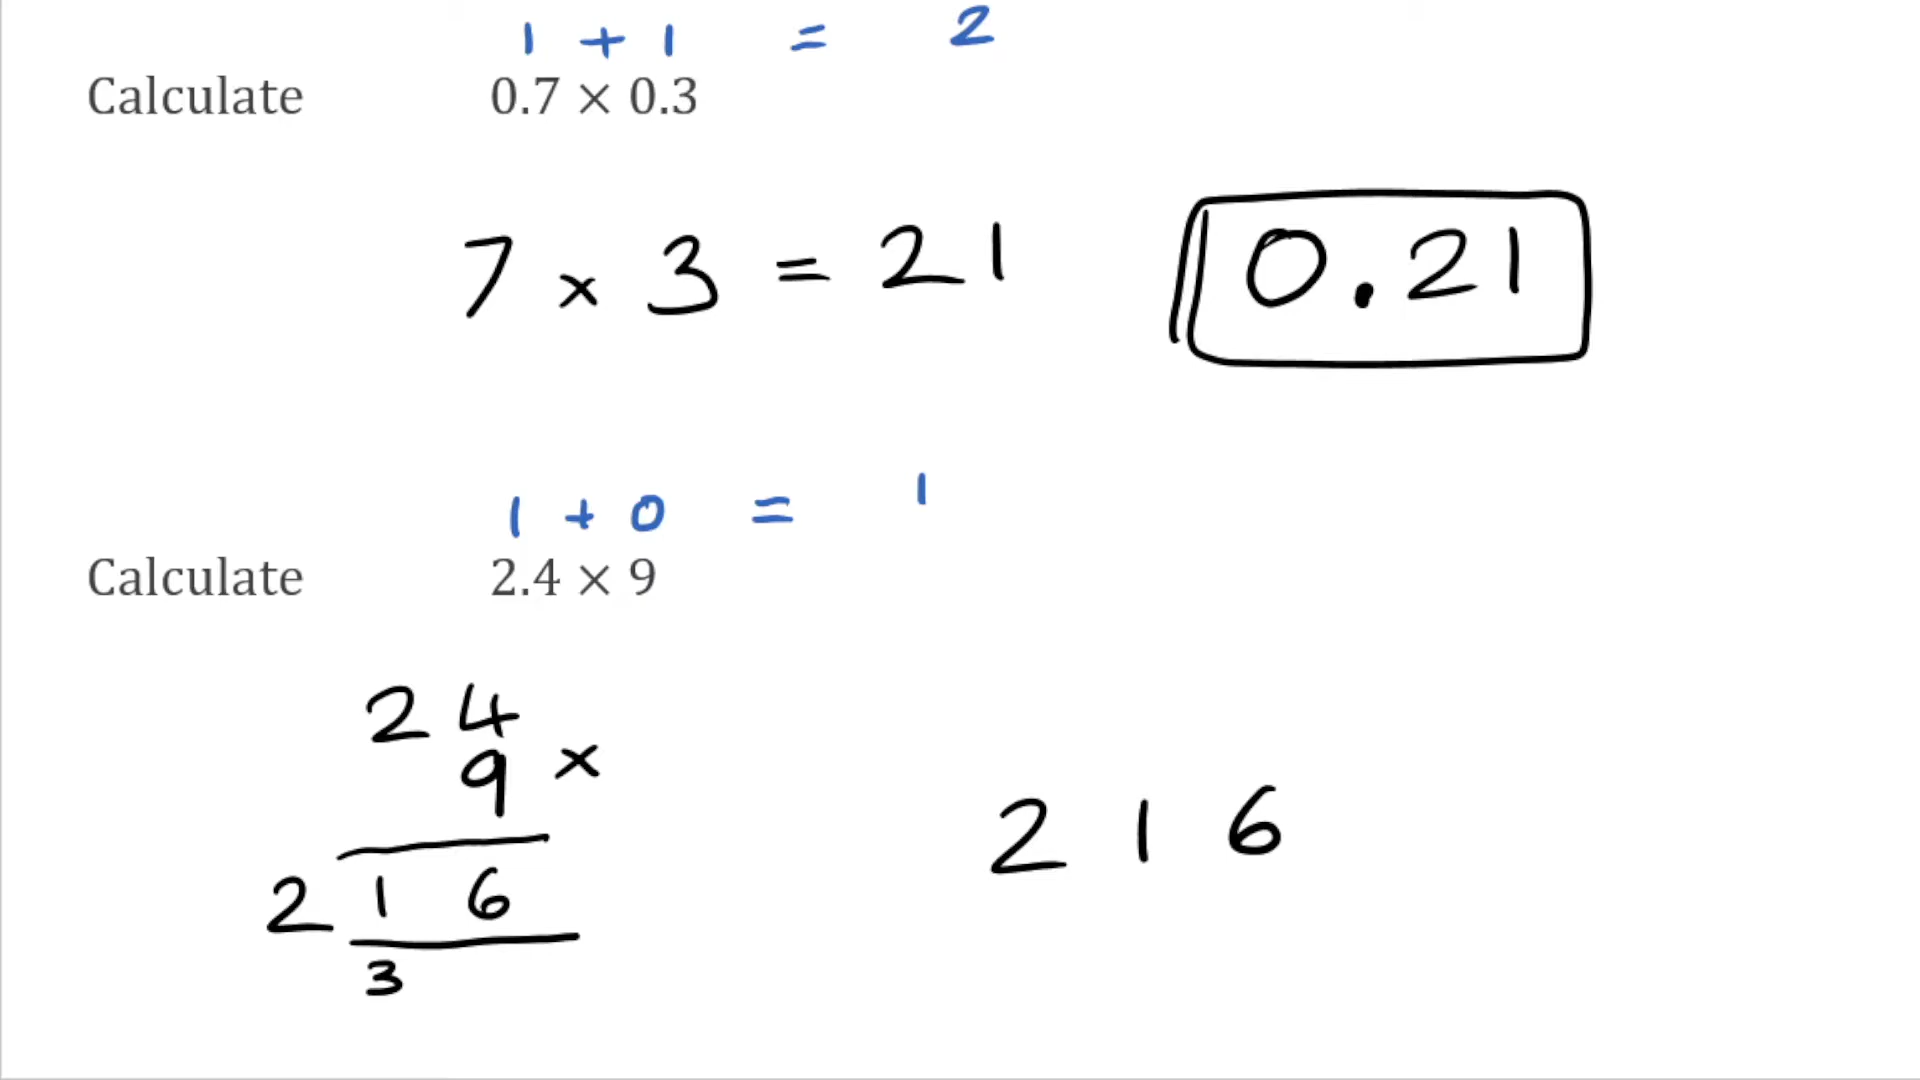 1 + 1 = 2
Calculate 0.7 × 0.3
7 × 3 = 21 0.21
1 + 0 = 1
Calculate 2.4 × 9
24
9 ×
216
216
3